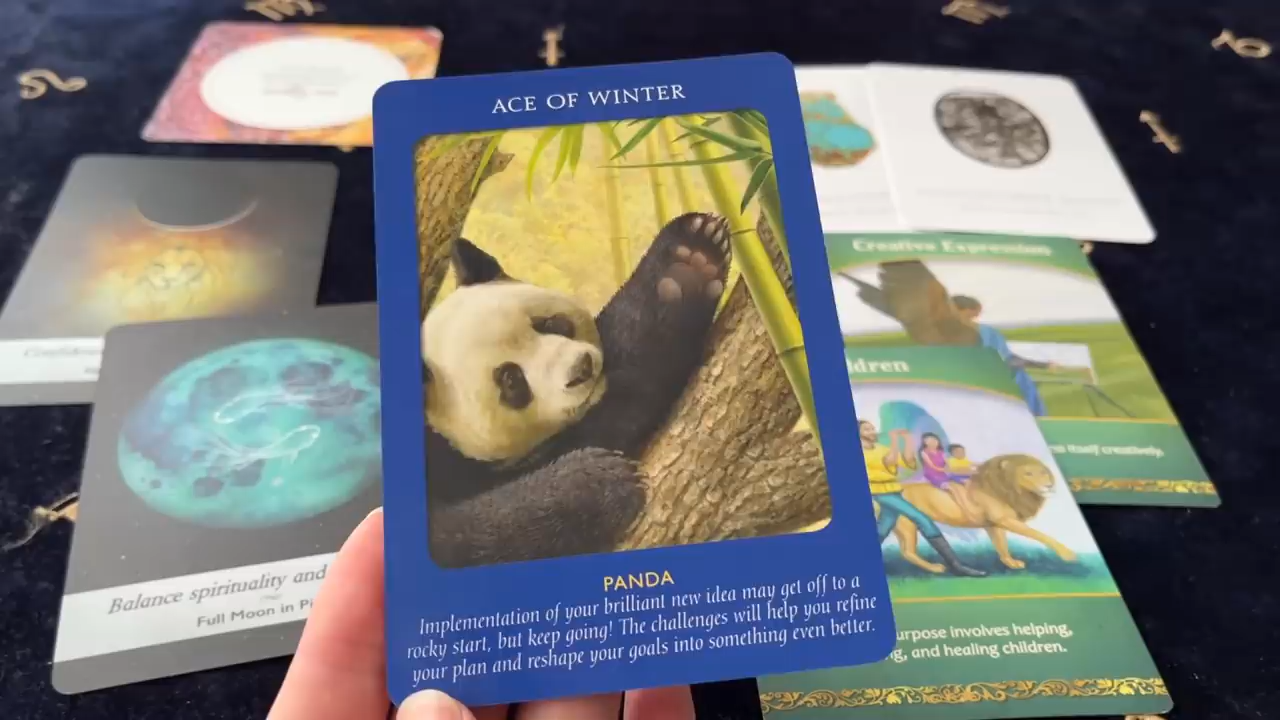 ACE OF WINTER
PANDA
Implementation of your brilliant new idea may get off to a
rocky start, but keep going! The challenges will help you refine
your plan and reshape your goals into something even better.
Balance spirituality and
Full Moon in
Creative Expression
itself creatively.
urpose involves helping,
and healing children.